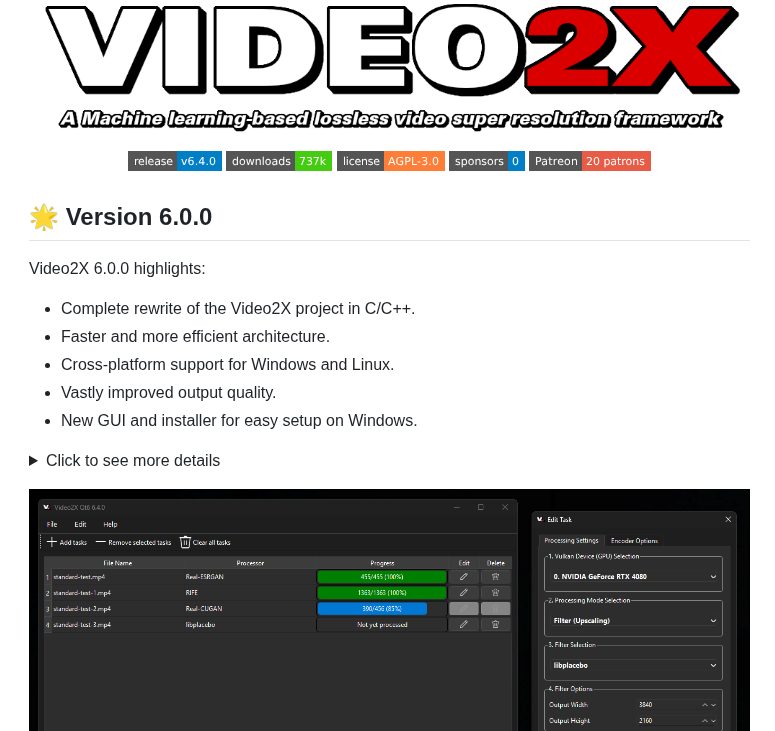 VIDEO2X
A Machine learning-based lossless video super resolution framework
release v6.4.0 downloads 737k license AGPL-3.0 sponsors 0 Patreon 20 patrons
🌟 Version 6.0.0
Video2X 6.0.0 highlights:
• Complete rewrite of the Video2X project in C/C++.
• Faster and more efficient architecture.
• Cross-platform support for Windows and Linux.
• Vastly improved output quality.
• New GUI and installer for easy setup on Windows.
Click to see more details
Video2X Qt6 6.4.0
File Edit Help
Add tasks Remove selected tasks Clear all tasks
File Name Processor Progress Edit Delete
1 standard-test.mp4 Real-ESRGAN 455/455 (100%)
2 standard-test-1.mp4 RIFE 1363/1363 (100%)
3 standard-test-2.mp4 Real-CUGAN 390/456 (85%)
4 standard-test-3.mp4 libplacebo Not yet processed
Edit Task
Processing Settings Encoder Options
1. Vulkan Device (GPU) Selection
0. NVIDIA GeForce RTX 4080
2. Processing Mode Selection
Filter (Upscaling)
3. Filter Selection
libplacebo
4. Filter Options
Output Width 3840
Output Height 2160